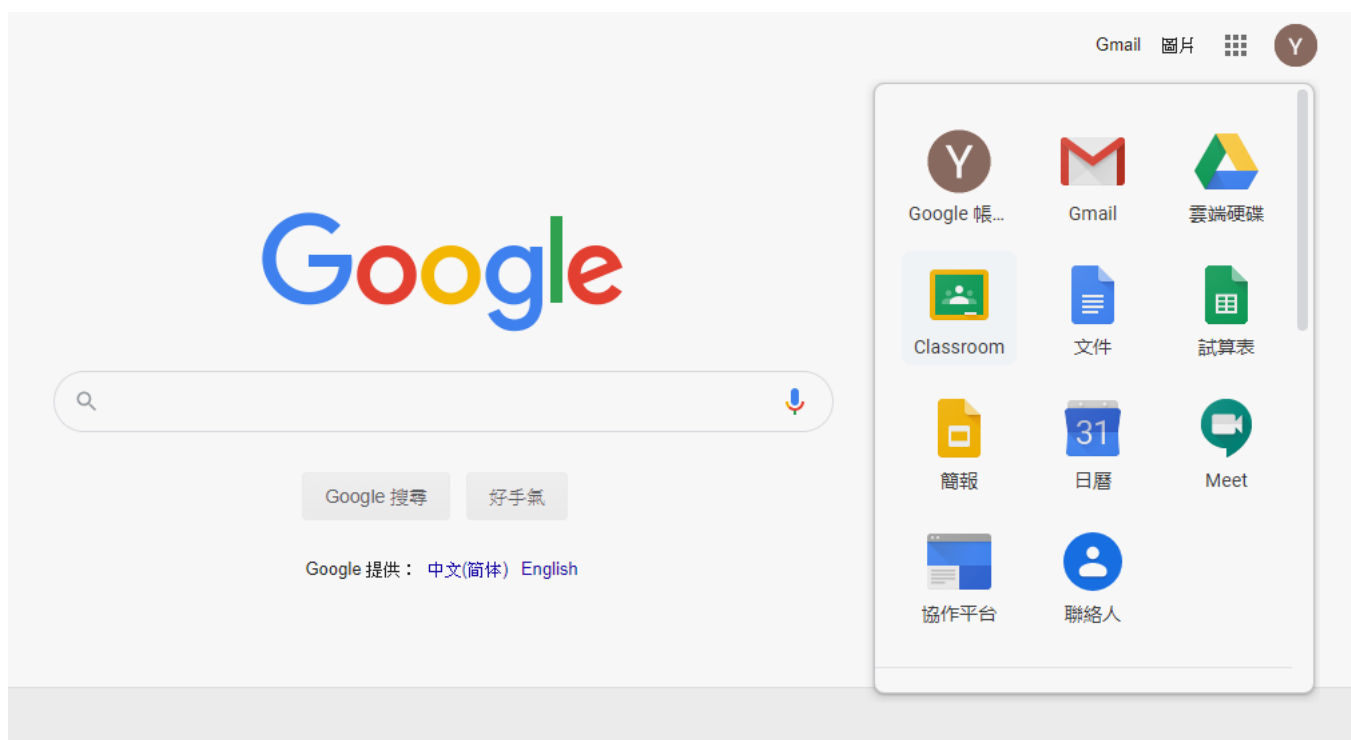 Gmail 圖片 Y
Y
Google 帳... Gmail 雲端硬碟
Google
Classroom 文件 試算表
31
簡報 日曆 Meet
Google 搜尋 好手氣
Google 提供： 中文(简体) English
協作平台 聯絡人